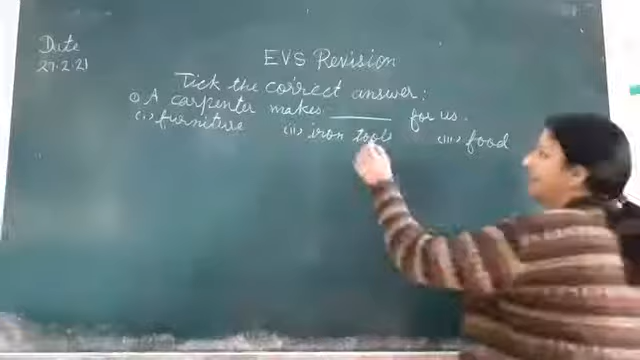 Date
27.2.21
EVS Revision
Tick the correct answer:
① A carpenter makes ______ for us.
(i) furniture (ii) iron tools (iii) food